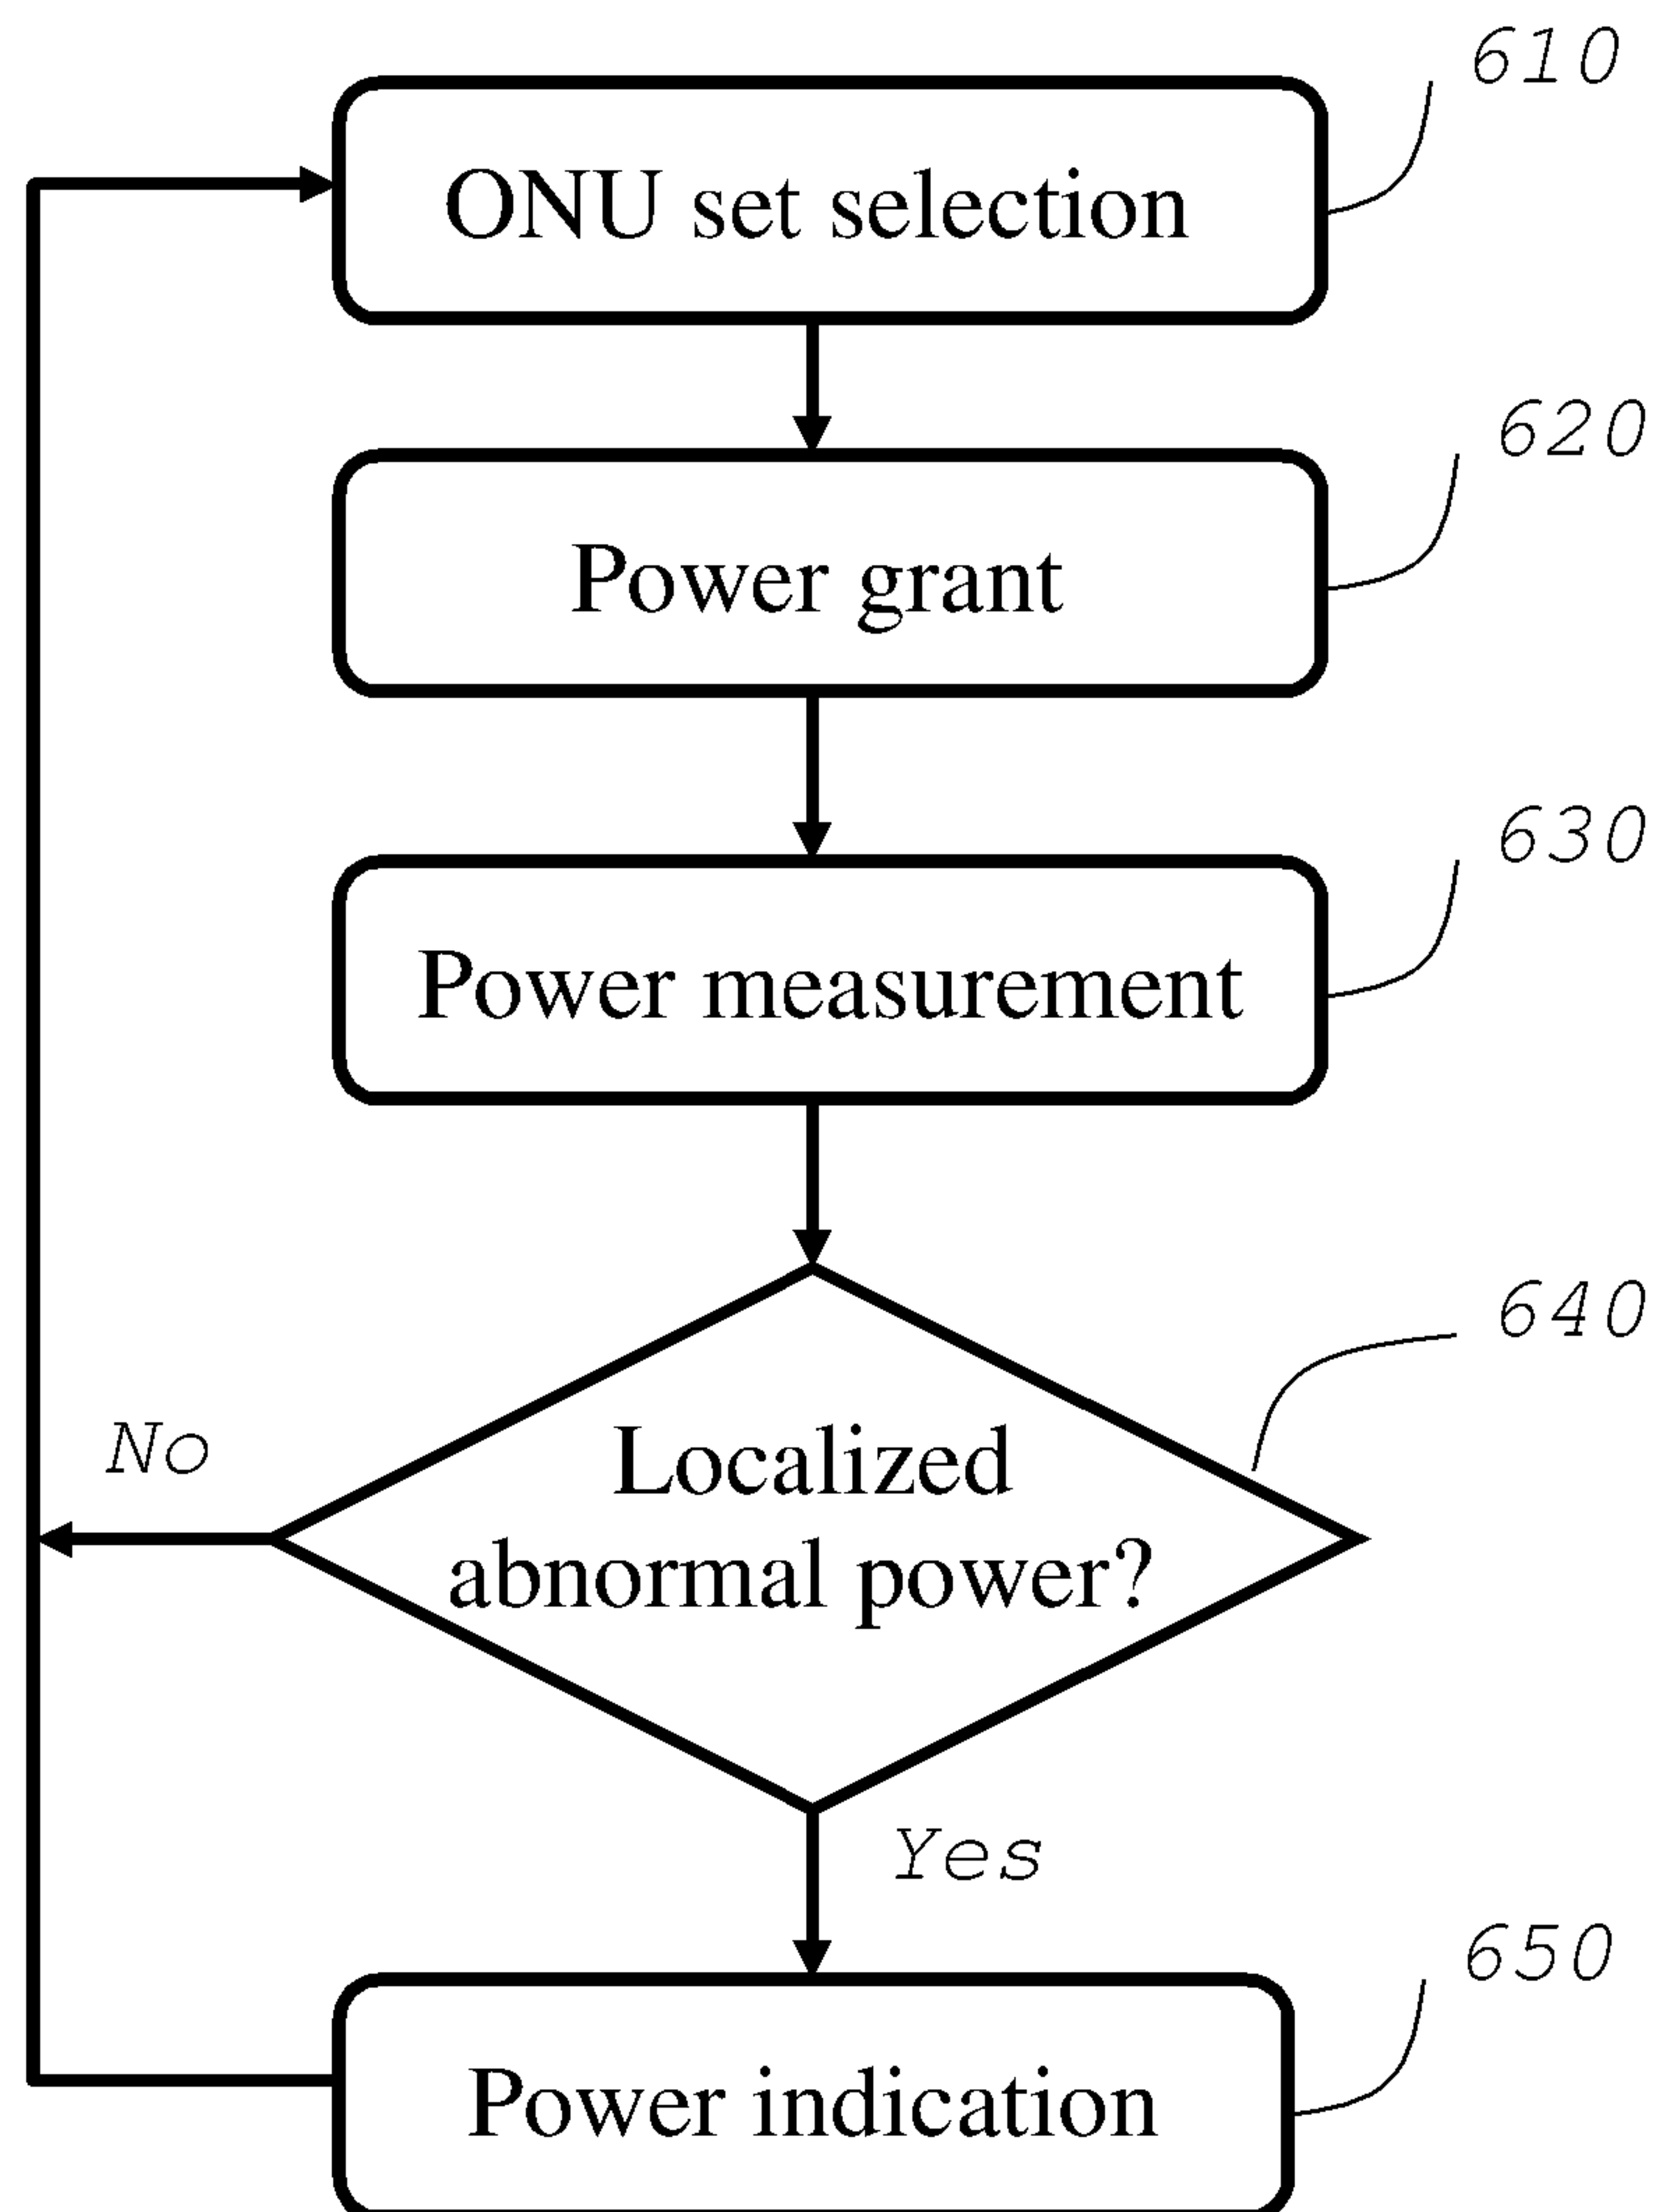 610
ONU set selection
620
Power grant
630
Power measurement
640
No
Localized
abnormal power?
Yes
650
Power indication